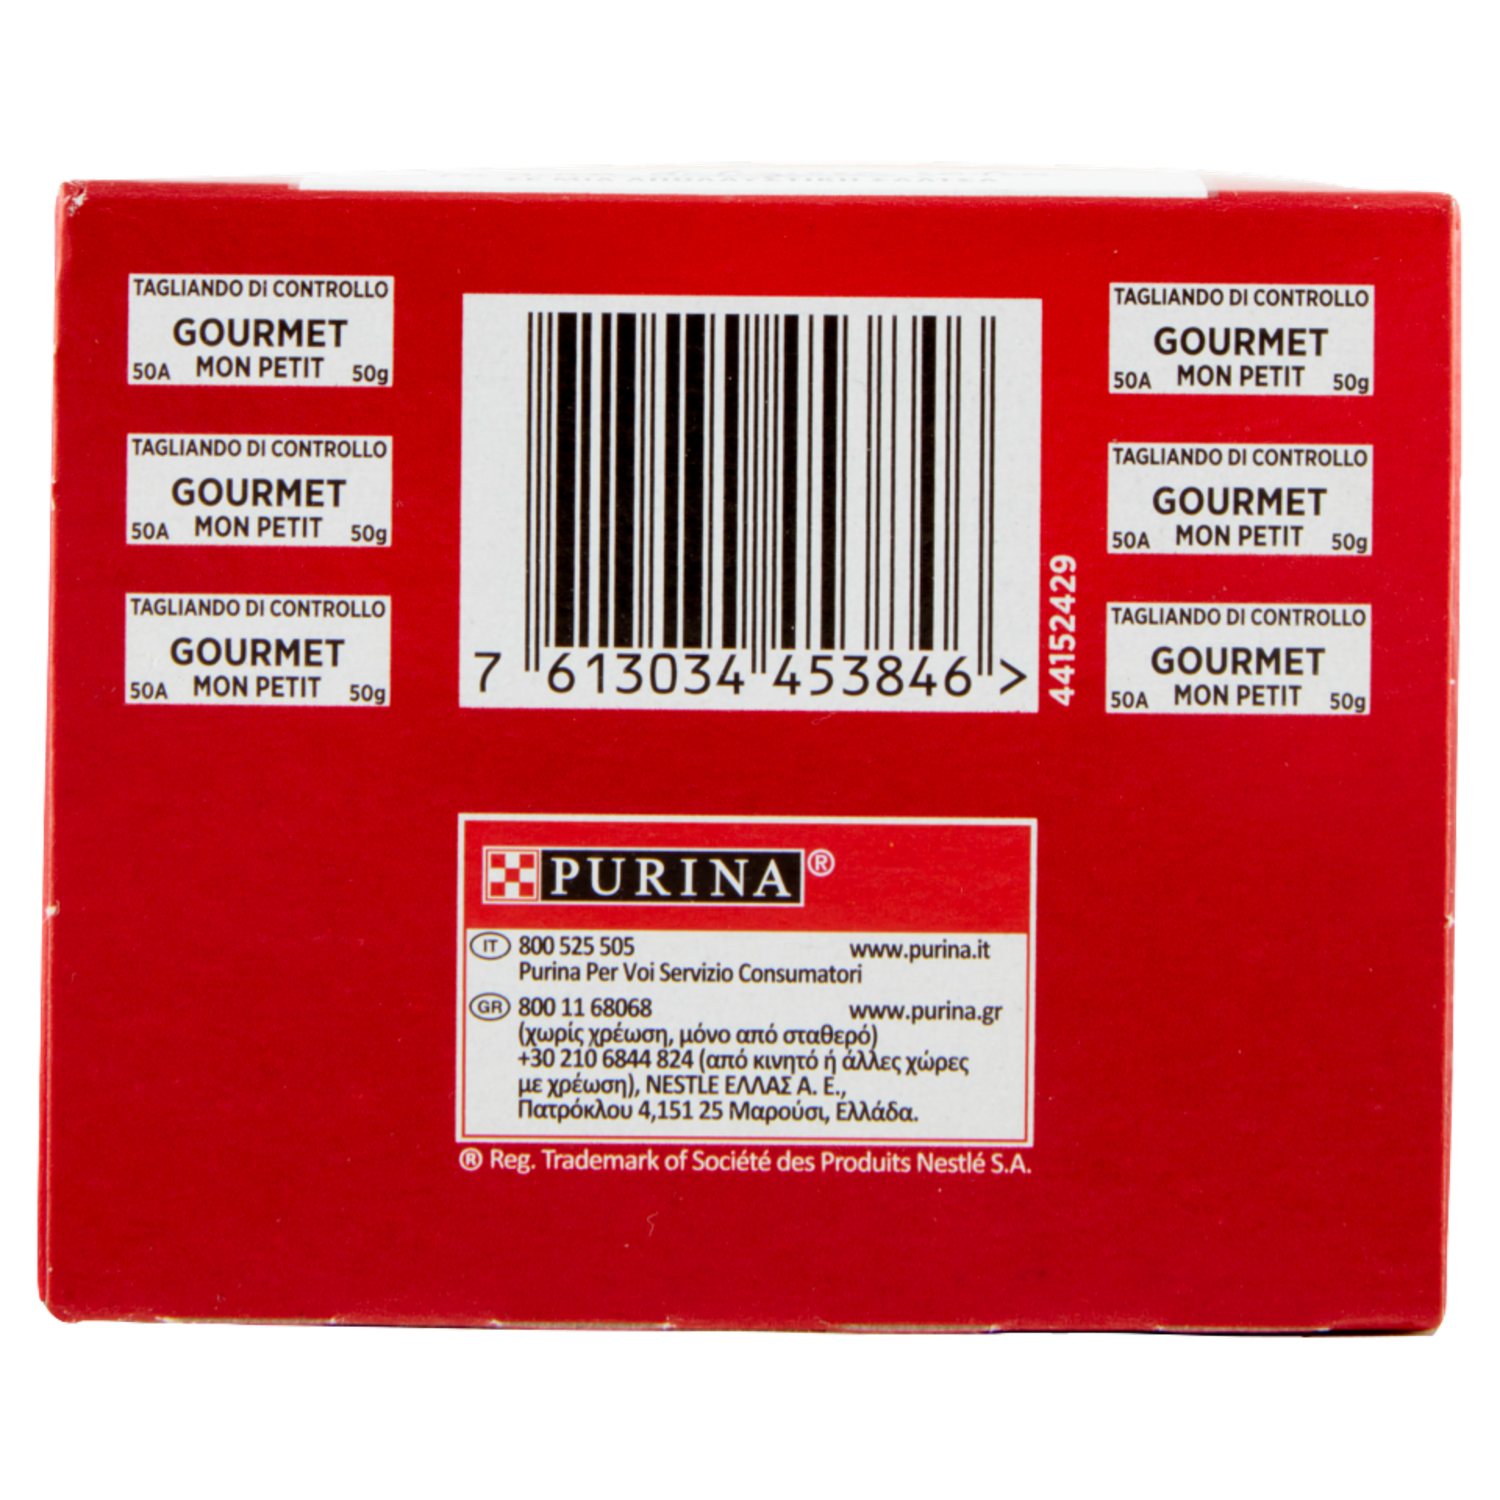 ΣΕ ΜΙΑ ΑΠΟΛΑΥΣΤΙΚΗ ΣΑΛΤΣΑ
TAGLIANDO DI CONTROLLO
GOURMET
50A MON PETIT 50g
TAGLIANDO DI CONTROLLO
GOURMET
50A MON PETIT 50g
TAGLIANDO DI CONTROLLO
GOURMET
50A MON PETIT 50g
7 613034 453846 >
44152429
TAGLIANDO DI CONTROLLO
GOURMET
50A MON PETIT 50g
TAGLIANDO DI CONTROLLO
GOURMET
50A MON PETIT 50g
TAGLIANDO DI CONTROLLO
GOURMET
50A MON PETIT 50g
PURINA®
IT 800 525 505 www.purina.it
Purina Per Voi Servizio Consumatori
GR 800 11 68068 www.purina.gr
(χωρίς χρέωση, μόνο από σταθερό)
+30 210 6844 824 (από κινητό ή άλλες χώρες
με χρέωση), NESTLE ΕΛΛΑΣ Α. Ε.,
Πατρόκλου 4,151 25 Μαρούσι, Ελλάδα.
® Reg. Trademark of Société des Produits Nestlé S.A.